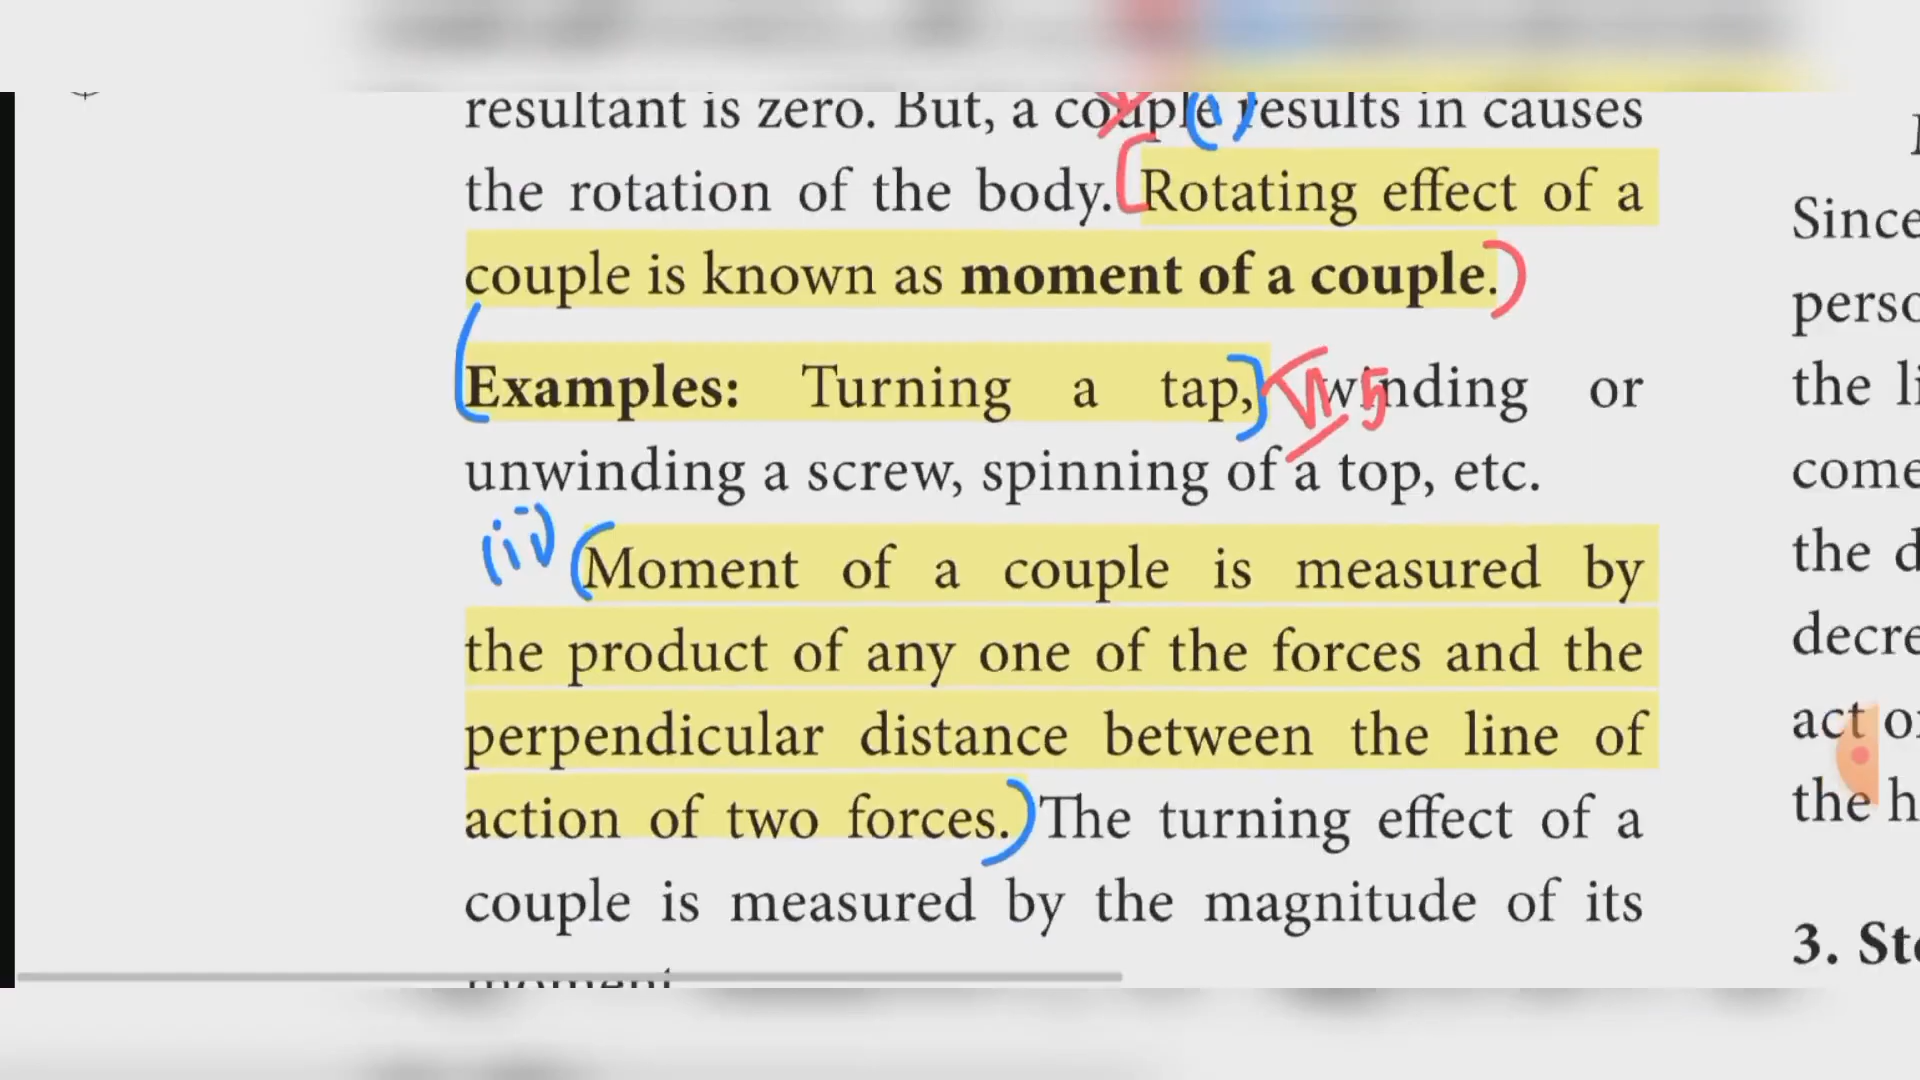 resultant is zero. But, a couple results in causes
the rotation of the body. Rotating effect of a
couple is known as moment of a couple.
Examples: Turning a tap, winding or
unwinding a screw, spinning of a top, etc.
(ii) Moment of a couple is measured by
the product of any one of the forces and the
perpendicular distance between the line of
action of two forces. The turning effect of a
couple is measured by the magnitude of its
moment
(i)
VI 5
Since
the
the
act
the
3.